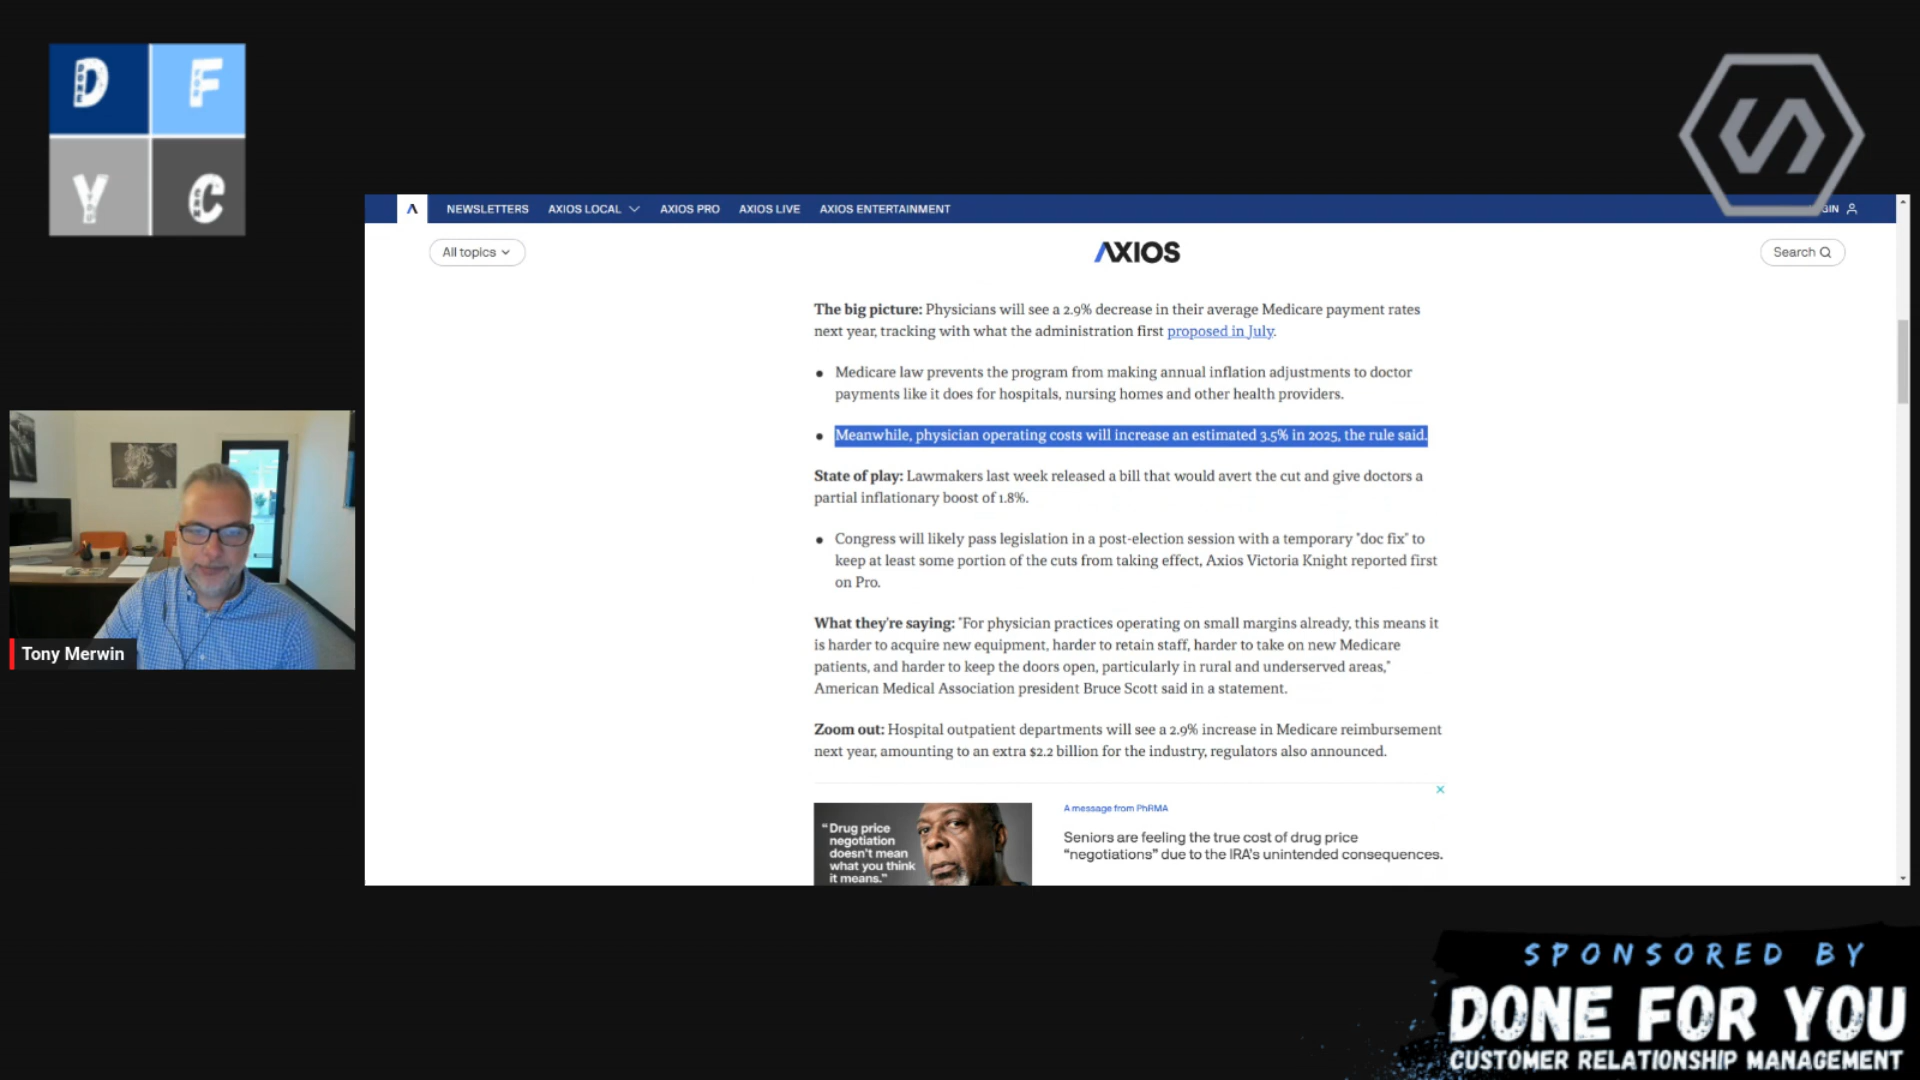 D F
Y C
NEWSLETTERS AXIOS LOCAL AXIOS PRO AXIOS LIVE AXIOS ENTERTAINMENT
All topics
AXIOS
Search
The big picture: Physicians will see a 2.9% decrease in their average Medicare payment rates
next year, tracking with what the administration first proposed in July.
Medicare law prevents the program from making annual inflation adjustments to doctor
payments like it does for hospitals, nursing homes and other health providers.
Meanwhile, physician operating costs will increase an estimated 3.5% in 2025, the rule said.
State of play: Lawmakers last week released a bill that would avert the cut and give doctors a
partial inflationary boost of 1.8%.
Congress will likely pass legislation in a post-election session with a temporary "doc fix" to
keep at least some portion of the cuts from taking effect, Axios Victoria Knight reported first
on Pro.
What they're saying: "For physician practices operating on small margins already, this means it
is harder to acquire new equipment, harder to retain staff, harder to take on new Medicare
patients, and harder to keep the doors open, particularly in rural and underserved areas,"
American Medical Association president Bruce Scott said in a statement.
Zoom out: Hospital outpatient departments will see a 2.9% increase in Medicare reimbursement
next year, amounting to an extra $2.2 billion for the industry, regulators also announced.
"Drug price
negotiation
doesn't mean
what you think
it means."
A message from PhRMA
Seniors are feeling the true cost of drug price
"negotiations" due to the IRA's unintended consequences.
Tony Merwin
SPONSORED BY
DONE FOR YOU
CUSTOMER RELATIONSHIP MANAGEMENT